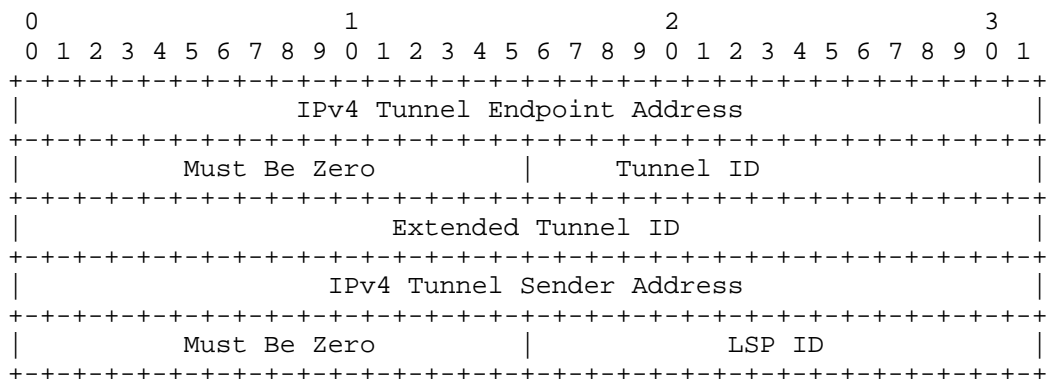 0                   1                   2                   3
 0 1 2 3 4 5 6 7 8 9 0 1 2 3 4 5 6 7 8 9 0 1 2 3 4 5 6 7 8 9 0 1
+-+-+-+-+-+-+-+-+-+-+-+-+-+-+-+-+-+-+-+-+-+-+-+-+-+-+-+-+-+-+-+-+
|                 IPv4 Tunnel Endpoint Address                  |
+-+-+-+-+-+-+-+-+-+-+-+-+-+-+-+-+-+-+-+-+-+-+-+-+-+-+-+-+-+-+-+-+
|          Must Be Zero         |     Tunnel ID                 |
+-+-+-+-+-+-+-+-+-+-+-+-+-+-+-+-+-+-+-+-+-+-+-+-+-+-+-+-+-+-+-+-+
|                       Extended Tunnel ID                      |
+-+-+-+-+-+-+-+-+-+-+-+-+-+-+-+-+-+-+-+-+-+-+-+-+-+-+-+-+-+-+-+-+
|                   IPv4 Tunnel Sender Address                  |
+-+-+-+-+-+-+-+-+-+-+-+-+-+-+-+-+-+-+-+-+-+-+-+-+-+-+-+-+-+-+-+-+
|          Must Be Zero         |            LSP ID             |
+-+-+-+-+-+-+-+-+-+-+-+-+-+-+-+-+-+-+-+-+-+-+-+-+-+-+-+-+-+-+-+-+